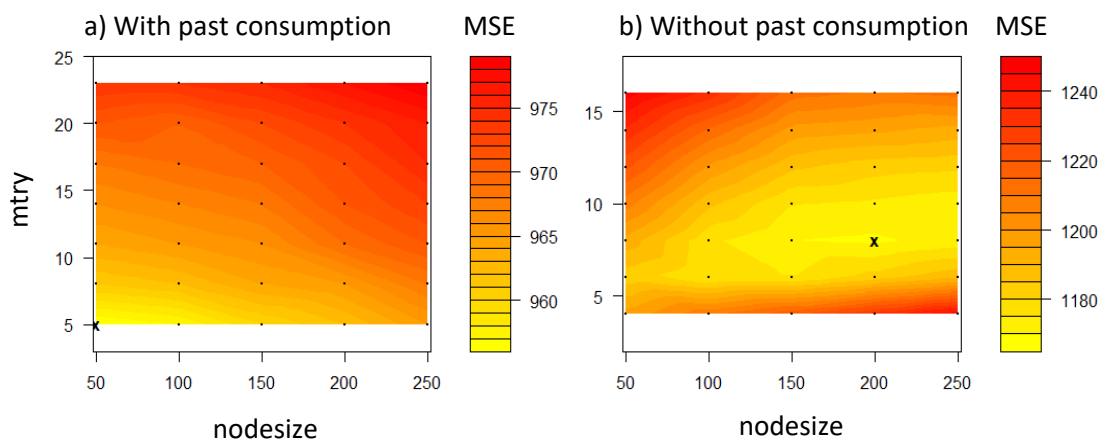 a) With past consumption
MSE
25
20
15
10
5
mtry
50 100 150 200 250
nodesize
x
975
970
965
960
b) Without past consumption
MSE
15
10
5
50 100 150 200 250
nodesize
x
1240
1220
1200
1180